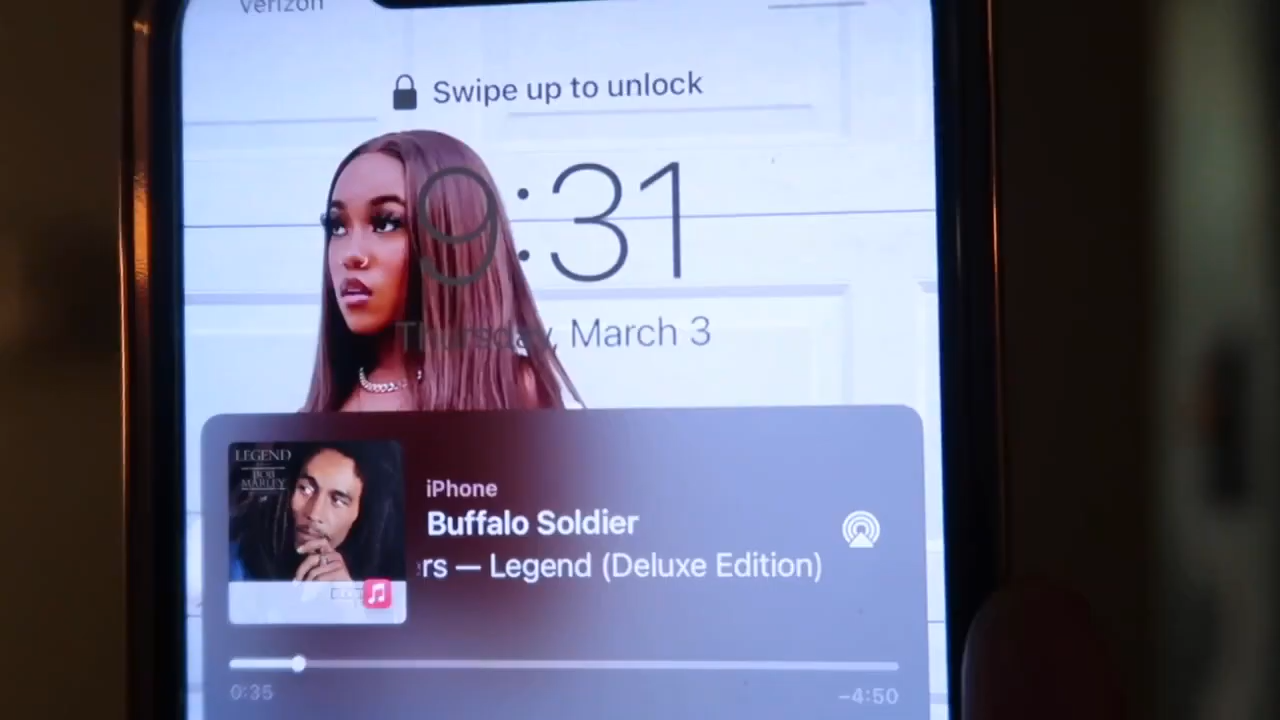 Verizon
Swipe up to unlock
9:31
Thursday, March 3
LEGEND
BOB
MARLEY
iPhone
Buffalo Soldier
rs — Legend (Deluxe Edition)
0:35
-4:50